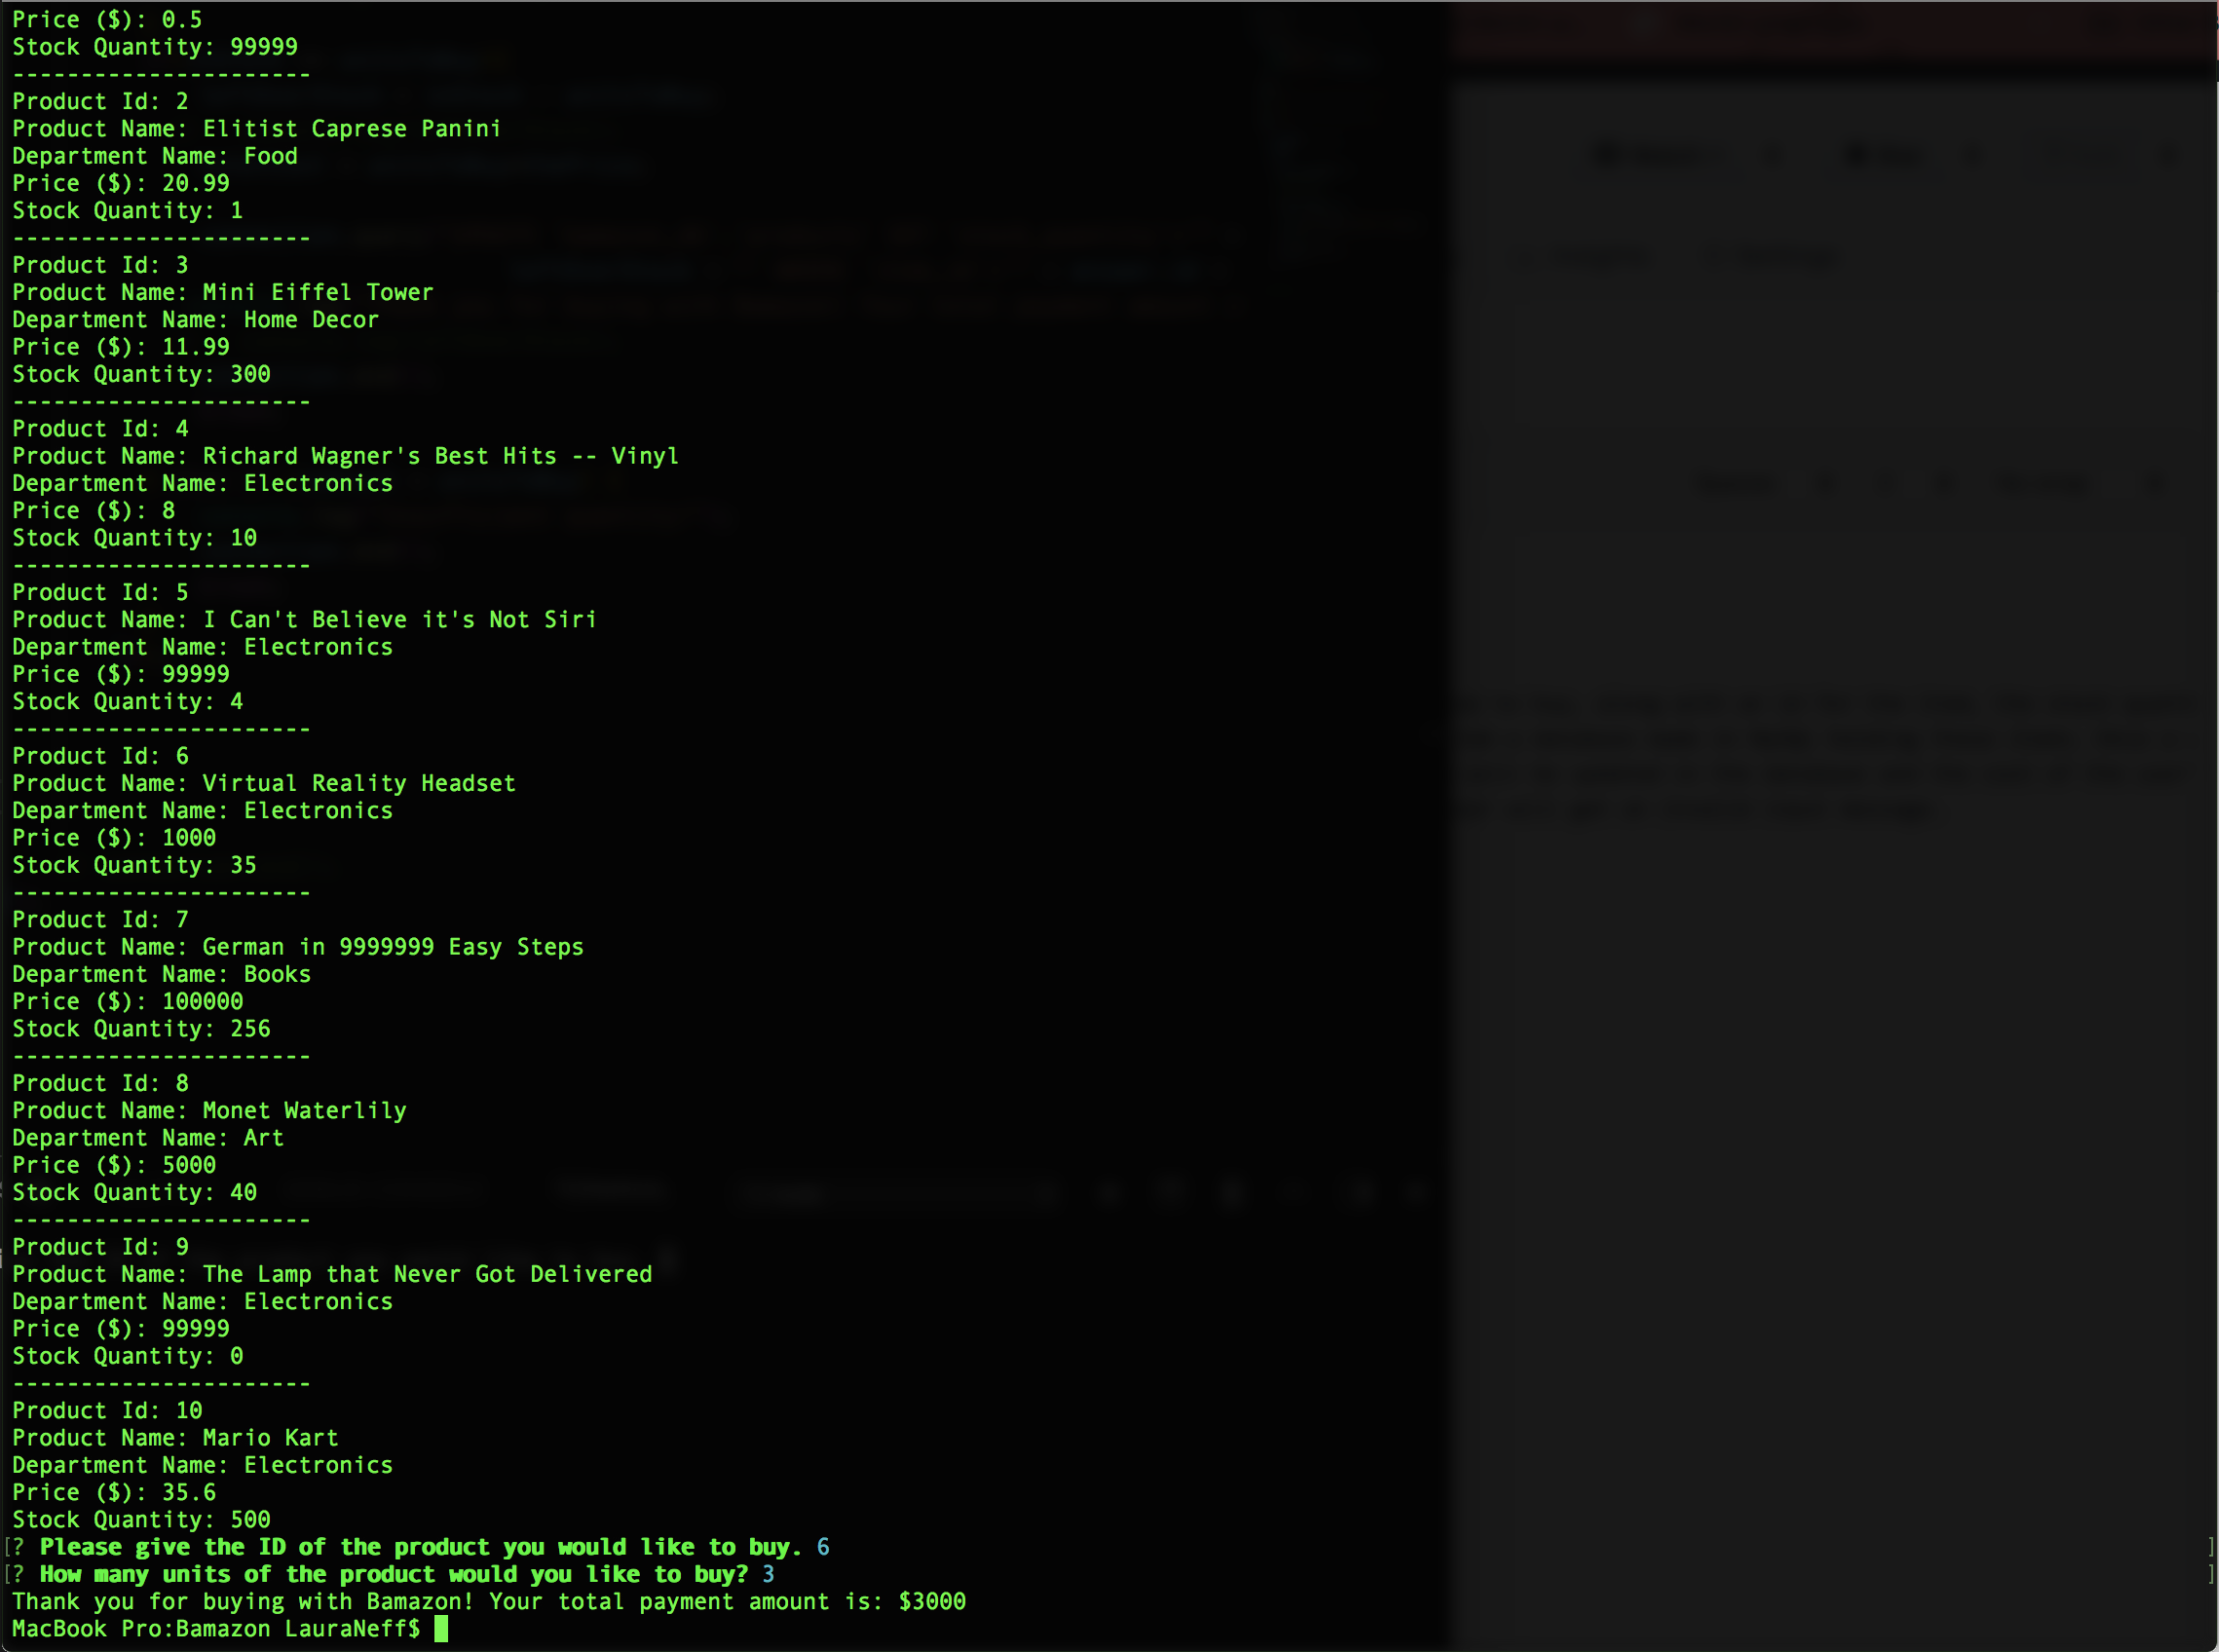 Price ($): 0.5
Stock Quantity: 99999
----------------------
Product Id: 2
Product Name: Elitist Caprese Panini
Department Name: Food
Price ($): 20.99
Stock Quantity: 1
----------------------
Product Id: 3
Product Name: Mini Eiffel Tower
Department Name: Home Decor
Price ($): 11.99
Stock Quantity: 300
----------------------
Product Id: 4
Product Name: Richard Wagner's Best Hits -- Vinyl
Department Name: Electronics
Price ($): 8
Stock Quantity: 10
----------------------
Product Id: 5
Product Name: I Can't Believe it's Not Siri
Department Name: Electronics
Price ($): 99999
Stock Quantity: 4
----------------------
Product Id: 6
Product Name: Virtual Reality Headset
Department Name: Electronics
Price ($): 1000
Stock Quantity: 35
----------------------
Product Id: 7
Product Name: German in 9999999 Easy Steps
Department Name: Books
Price ($): 100000
Stock Quantity: 256
----------------------
Product Id: 8
Product Name: Monet Waterlily
Department Name: Art
Price ($): 5000
Stock Quantity: 40
----------------------
Product Id: 9
Product Name: The Lamp that Never Got Delivered
Department Name: Electronics
Price ($): 99999
Stock Quantity: 0
----------------------
Product Id: 10
Product Name: Mario Kart
Department Name: Electronics
Price ($): 35.6
Stock Quantity: 500
[? Please give the ID of the product you would like to buy. 6 ]
[? How many units of the product would you like to buy? 3 ]
Thank you for buying with Bamazon! Your total payment amount is: $3000
MacBook Pro:Bamazon LauraNeff$